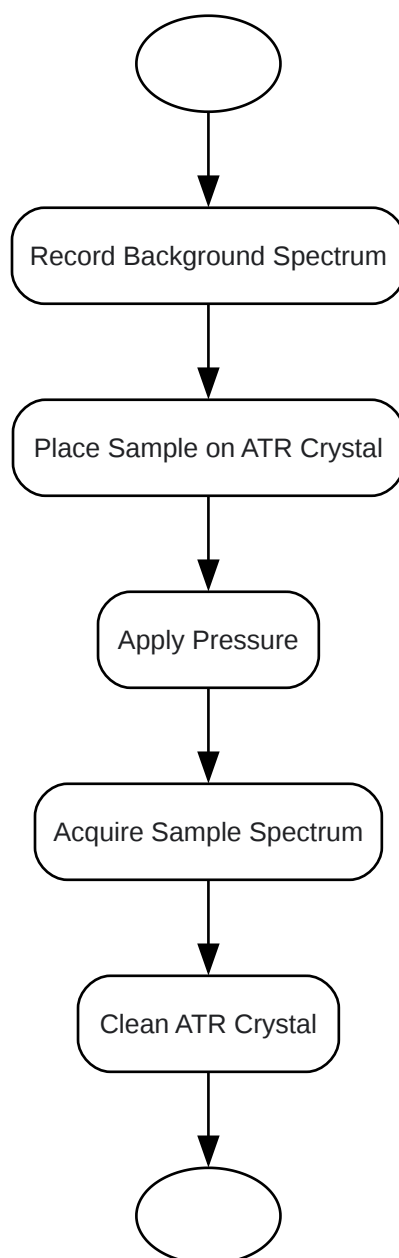 Record Background Spectrum
Place Sample on ATR Crystal
Apply Pressure
Acquire Sample Spectrum
Clean ATR Crystal